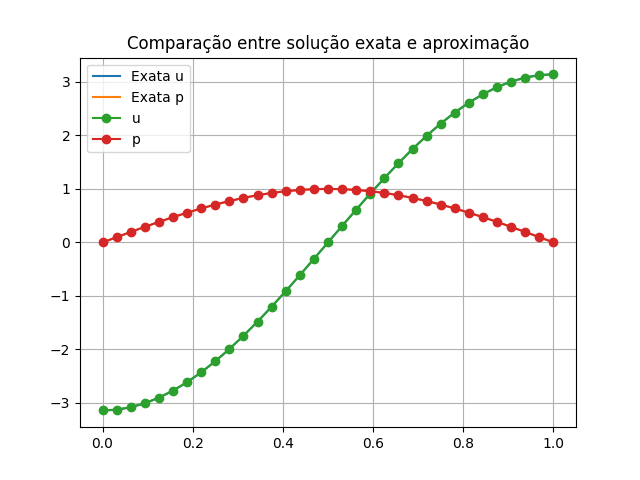 Comparação entre solução exata e aproximação
Exata u
Exata p
u
p
3
2
1
0
−1
−2
−3
0.0 0.2 0.4 0.6 0.8 1.0